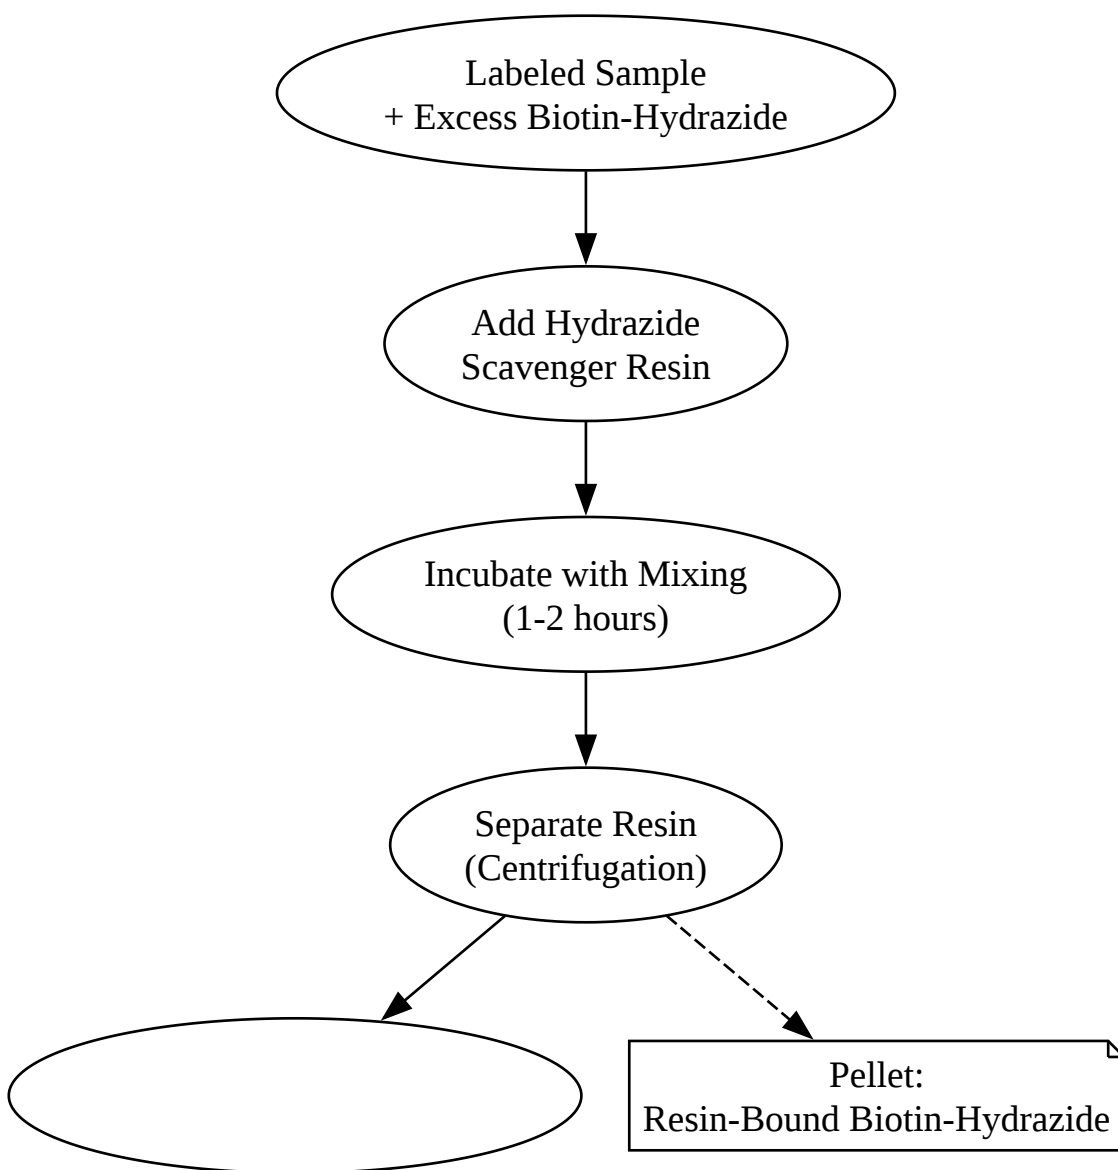 Labeled Sample
+ Excess Biotin-Hydrazide
Add Hydrazide
Scavenger Resin
Incubate with Mixing
(1-2 hours)
Separate Resin
(Centrifugation)
Pellet:
Resin-Bound Biotin-Hydrazide